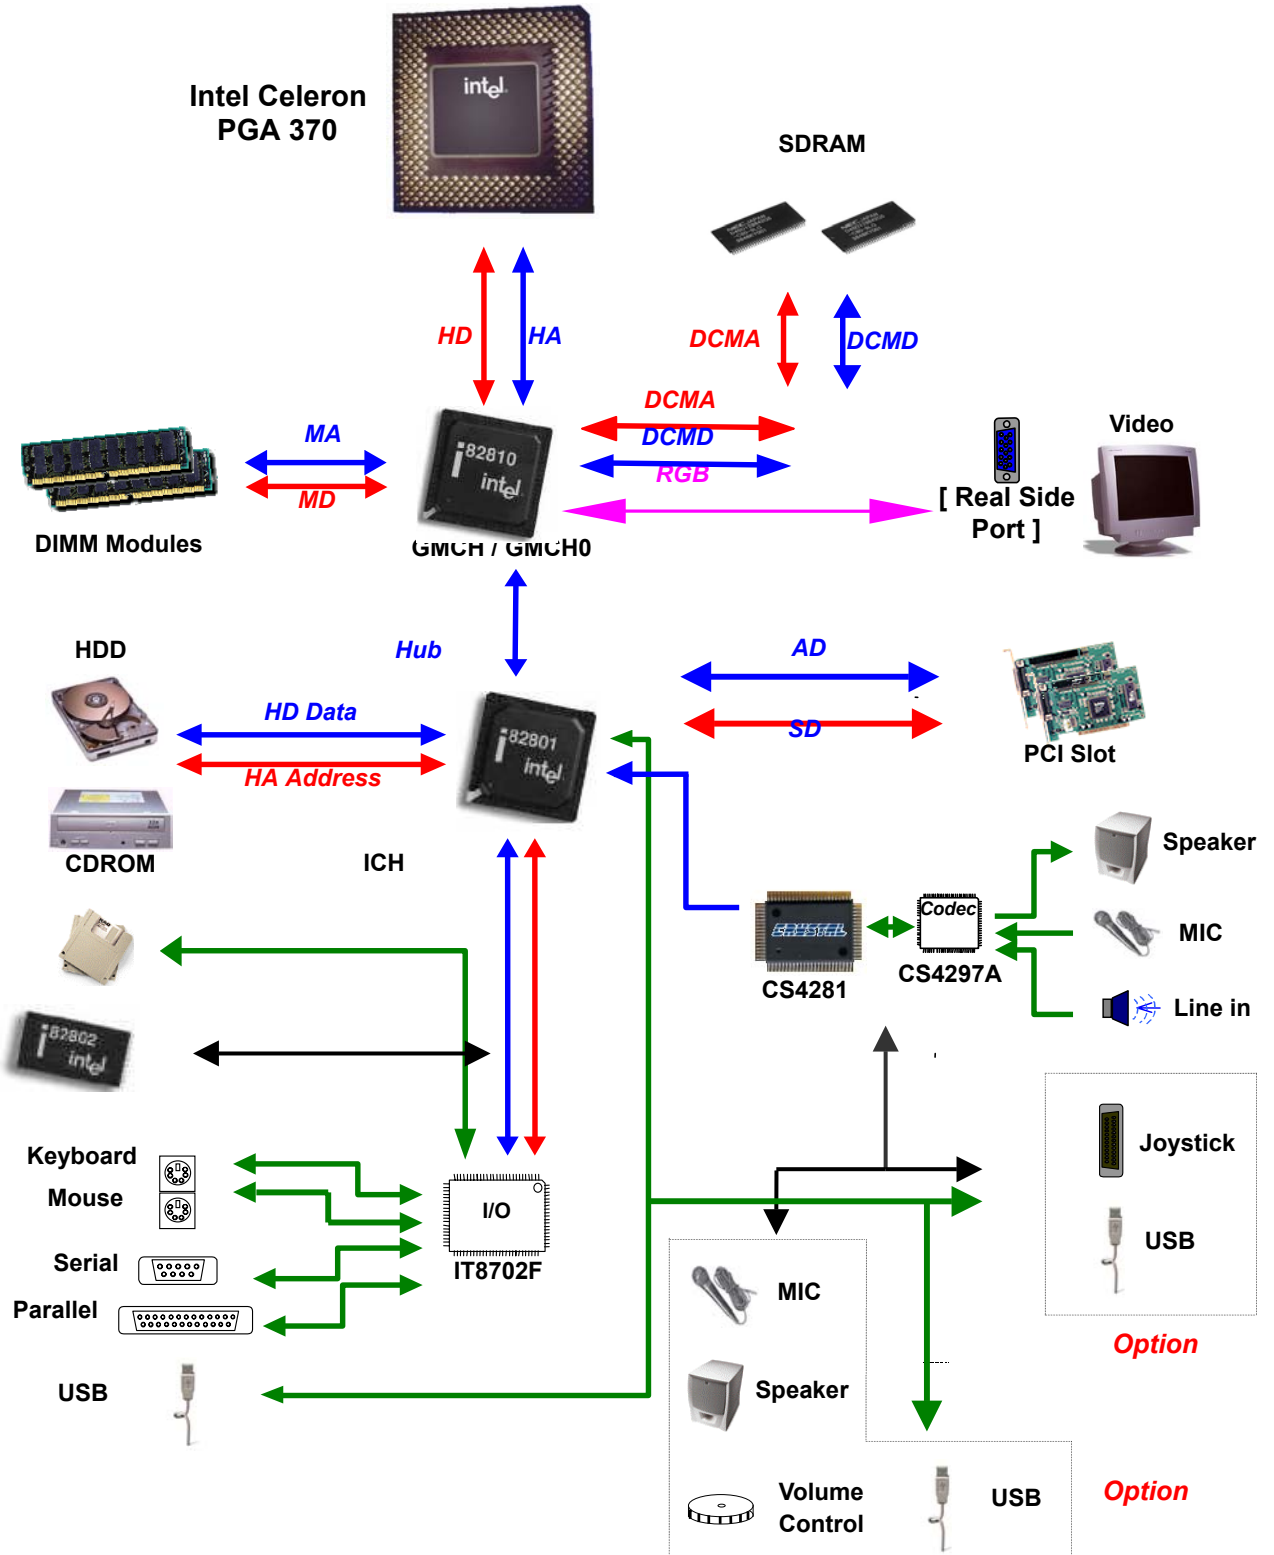 Intel Celeron
PGA 370
intel
SDRAM
HD
HA
DCMA
DCMD
DCMA
DCMD
RGB
MA
MD
i 82810
intel
Video
[ Real Side
Port ]
DIMM Modules
GMCH / GMCH0
HDD
Hub
AD
HD Data
HA Address
SD
i 82801
intel
PCI Slot
CDROM
ICH
Speaker
CRYSTAL
Codec
MIC
CS4281
CS4297A
Line in
i 82802
intel
Keyboard
Mouse
I/O
Joystick
Serial
IT8702F
USB
Parallel
MIC
Option
USB
Speaker
Volume
Control
USB
Option